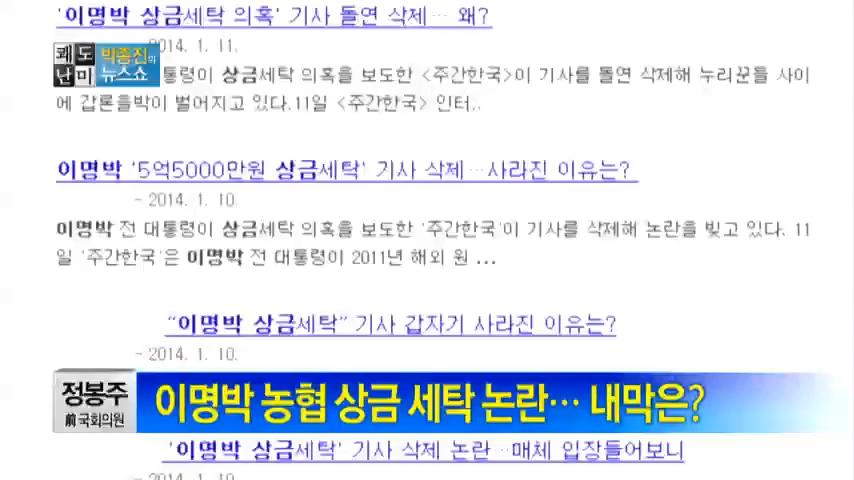 '이명박 상금세탁 의혹' 기사 돌연 삭제… 왜?
2014. 1. 11.
쾌도난미 박종진의 뉴스쇼
통령이 상금세탁 의혹을 보도한 <주간한국>이 기사를 돌연 삭제해 누리꾼들 사이
에 갑론을박이 벌어지고 있다.11일 <주간한국> 인터..
이명박 '5억5000만원 상금세탁' 기사 삭제…사라진 이유는?
- 2014. 1. 10.
이명박 전 대통령이 상금세탁 의혹을 보도한 '주간한국'이 기사를 삭제해 논란을 빚고 있다. 11
일 '주간한국'은 이명박 전 대통령이 2011년 해외 원 ...
“이명박 상금세탁” 기사 갑자기 사라진 이유는?
- 2014. 1. 10.
정봉주
前 국회의원
이명박 농협 상금 세탁 논란… 내막은?
'이명박 상금세탁' 기사 삭제 논란…매체 입장들어보니
- 2014. 1. 10.